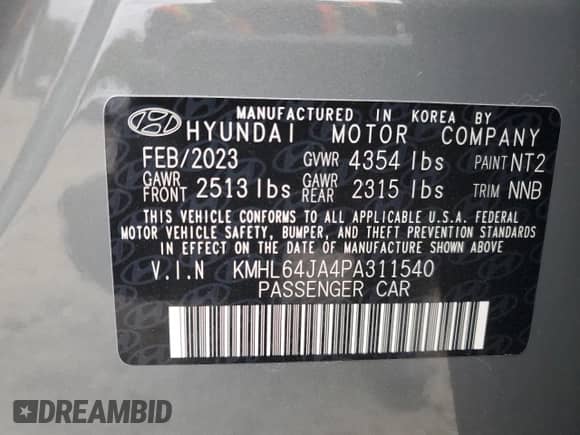 MANUFACTURED IN KOREA BY
HYUNDAI MOTOR COMPANY
FEB/2023 GVWR 4354 lbs PAINT NT2
GAWR FRONT 2513 lbs GAWR REAR 2315 lbs TRIM NNB
THIS VEHICLE CONFORMS TO ALL APPLICABLE U.S.A. FEDERAL
MOTOR VEHICLE SAFETY, BUMPER, AND THEFT PREVENTION STANDARDS
IN EFFECT ON THE DATE OF MANUFACTURE SHOWN ABOVE.
V.I.N KMHL64JA4PA311540
PASSENGER CAR
DREAMBID